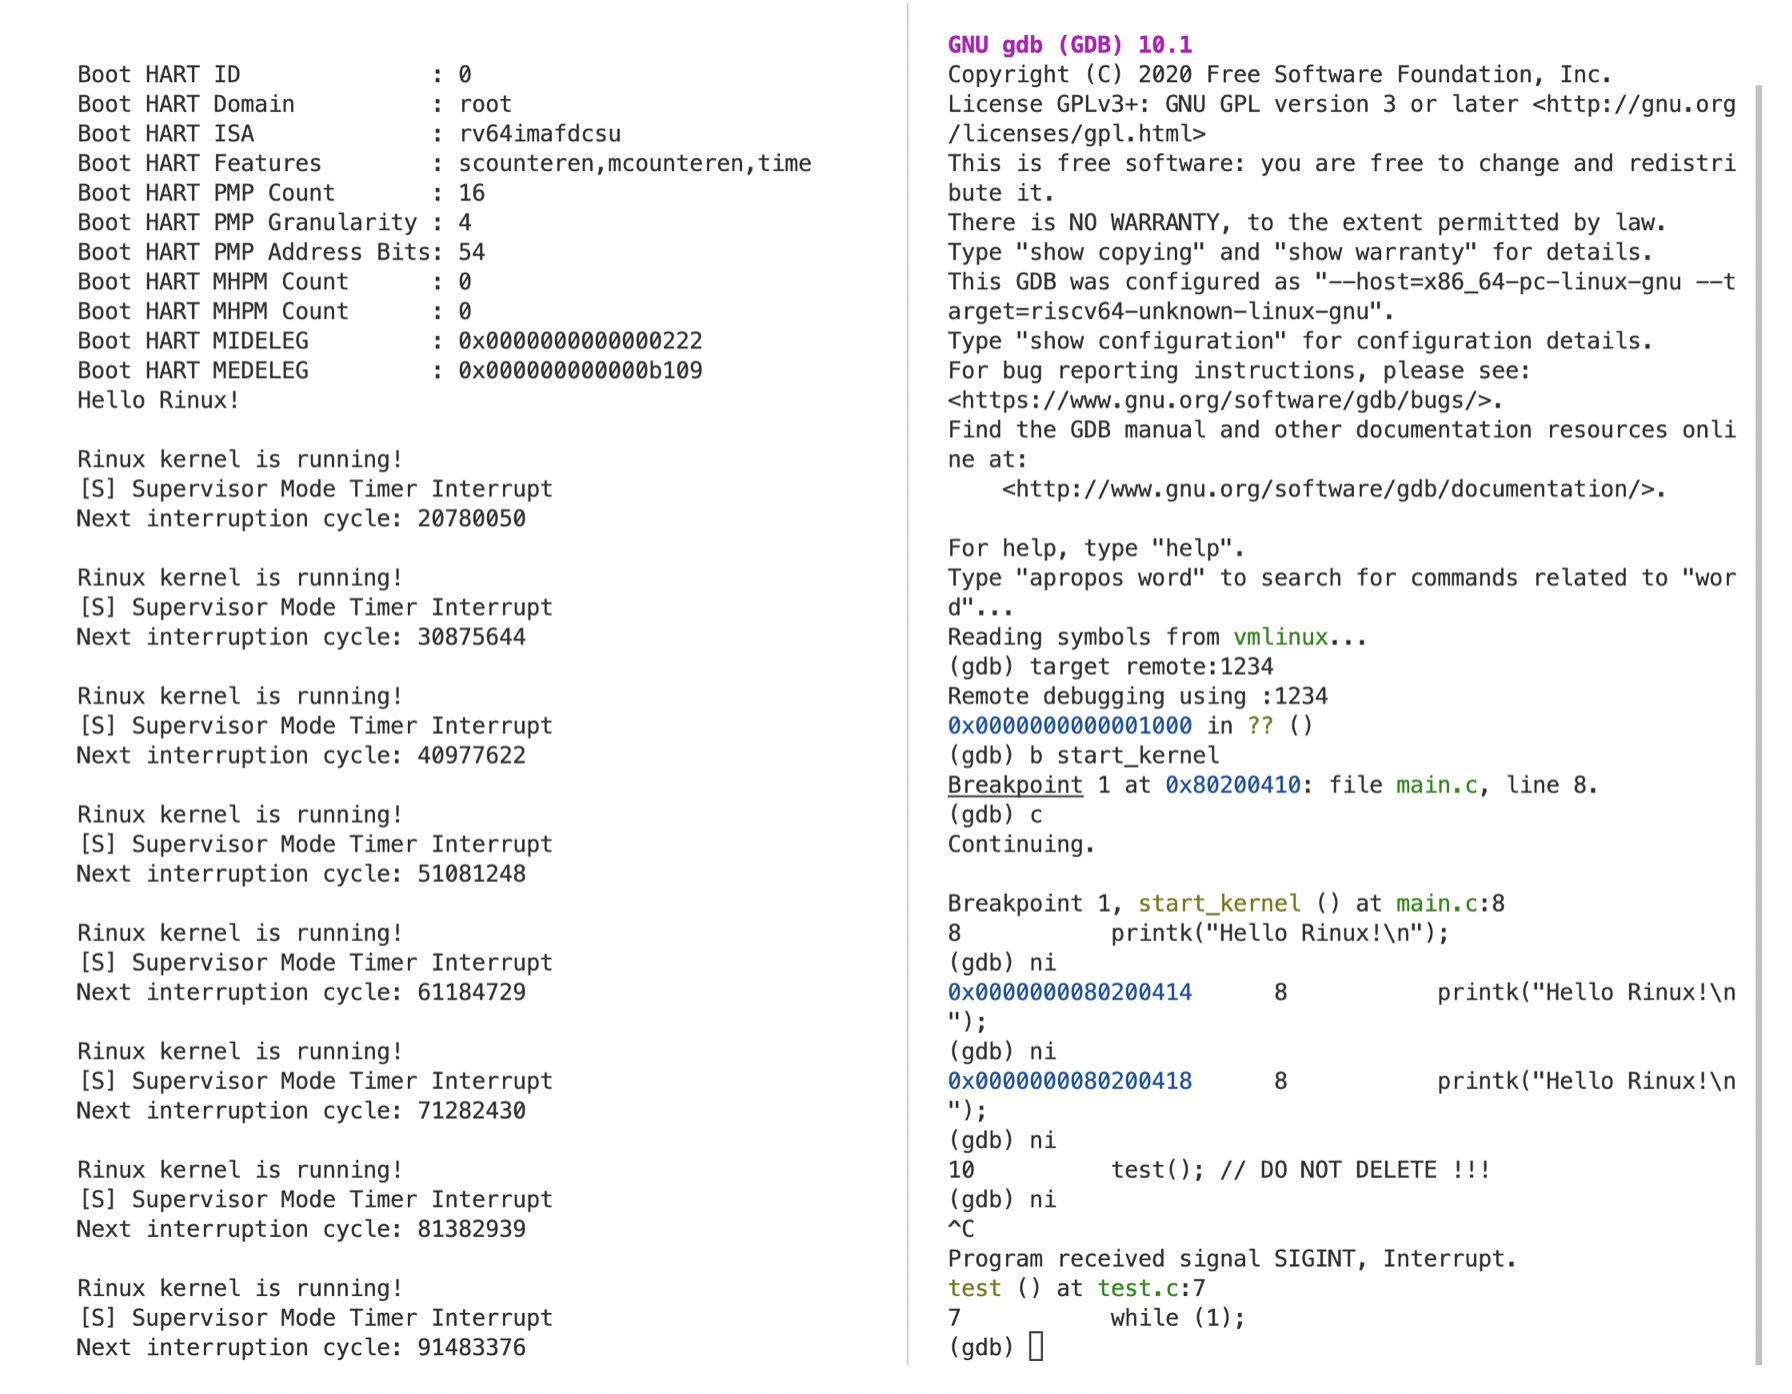 Boot HART ID              : 0
Boot HART Domain          : root
Boot HART ISA             : rv64imafdcsu
Boot HART Features        : scounteren,mcounteren,time
Boot HART PMP Count       : 16
Boot HART PMP Granularity : 4
Boot HART PMP Address Bits: 54
Boot HART MHPM Count      : 0
Boot HART MHPM Count      : 0
Boot HART MIDELEG         : 0x0000000000000222
Boot HART MEDELEG         : 0x000000000000b109
Hello Rinux!

Rinux kernel is running!
[S] Supervisor Mode Timer Interrupt
Next interruption cycle: 20780050

Rinux kernel is running!
[S] Supervisor Mode Timer Interrupt
Next interruption cycle: 30875644

Rinux kernel is running!
[S] Supervisor Mode Timer Interrupt
Next interruption cycle: 40977622

Rinux kernel is running!
[S] Supervisor Mode Timer Interrupt
Next interruption cycle: 51081248

Rinux kernel is running!
[S] Supervisor Mode Timer Interrupt
Next interruption cycle: 61184729

Rinux kernel is running!
[S] Supervisor Mode Timer Interrupt
Next interruption cycle: 71282430

Rinux kernel is running!
[S] Supervisor Mode Timer Interrupt
Next interruption cycle: 81382939

Rinux kernel is running!
[S] Supervisor Mode Timer Interrupt
Next interruption cycle: 91483376

GNU gdb (GDB) 10.1
Copyright (C) 2020 Free Software Foundation, Inc.
License GPLv3+: GNU GPL version 3 or later <http://gnu.org
/licenses/gpl.html>
This is free software: you are free to change and redistri
bute it.
There is NO WARRANTY, to the extent permitted by law.
Type "show copying" and "show warranty" for details.
This GDB was configured as "--host=x86_64-pc-linux-gnu --t
arget=riscv64-unknown-linux-gnu".
Type "show configuration" for configuration details.
For bug reporting instructions, please see:
<https://www.gnu.org/software/gdb/bugs/>.
Find the GDB manual and other documentation resources onli
ne at:
    <http://www.gnu.org/software/gdb/documentation/>.

For help, type "help".
Type "apropos word" to search for commands related to "wor
d"...
Reading symbols from vmlinux...
(gdb) target remote:1234
Remote debugging using :1234
0x0000000000001000 in ?? ()
(gdb) b start_kernel
Breakpoint 1 at 0x80200410: file main.c, line 8.
(gdb) c
Continuing.

Breakpoint 1, start_kernel () at main.c:8
8           printk("Hello Rinux!\n");
(gdb) ni
0x0000000080200414      8           printk("Hello Rinux!\n
");
(gdb) ni
0x0000000080200418      8           printk("Hello Rinux!\n
");
(gdb) ni
10          test(); // DO NOT DELETE !!!
(gdb) ni
^C
Program received signal SIGINT, Interrupt.
test () at test.c:7
7           while (1);
(gdb)